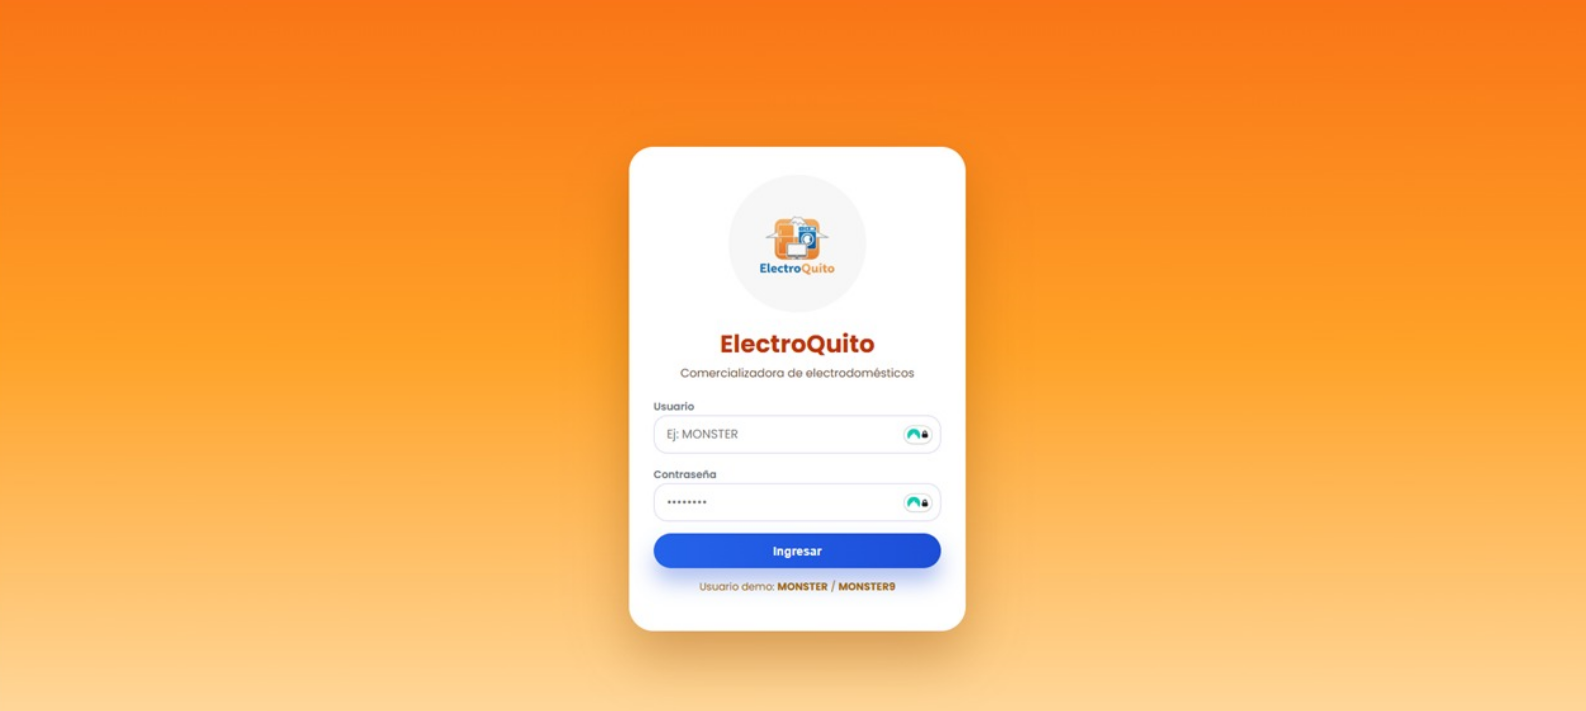 ElectroQuito
ElectroQuito
Comercializadora de electrodomésticos
Usuario
Ej: MONSTER
Contraseña
••••••••
Ingresar
Usuario demo: MONSTER / MONSTER9